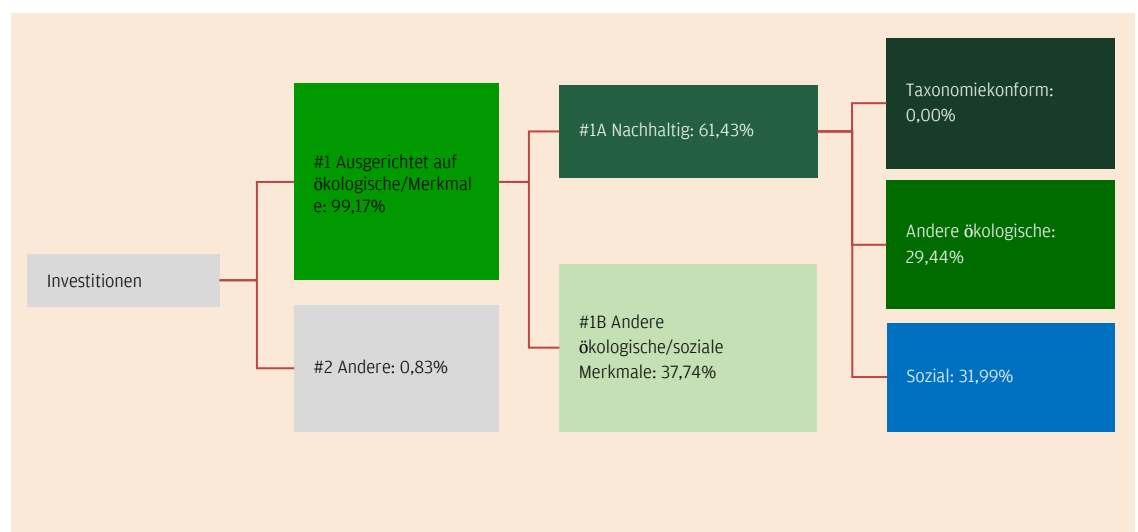 Investitionen
#1 Ausgerichtet auf
ökologische/Merkmal
e: 99,17%
#2 Andere: 0,83%
#1A Nachhaltig: 61,43%
#1B Andere
ökologische/soziale
Merkmale: 37,74%
Taxonomiekonform:
0,00%
Andere ökologische:
29,44%
Sozial: 31,99%